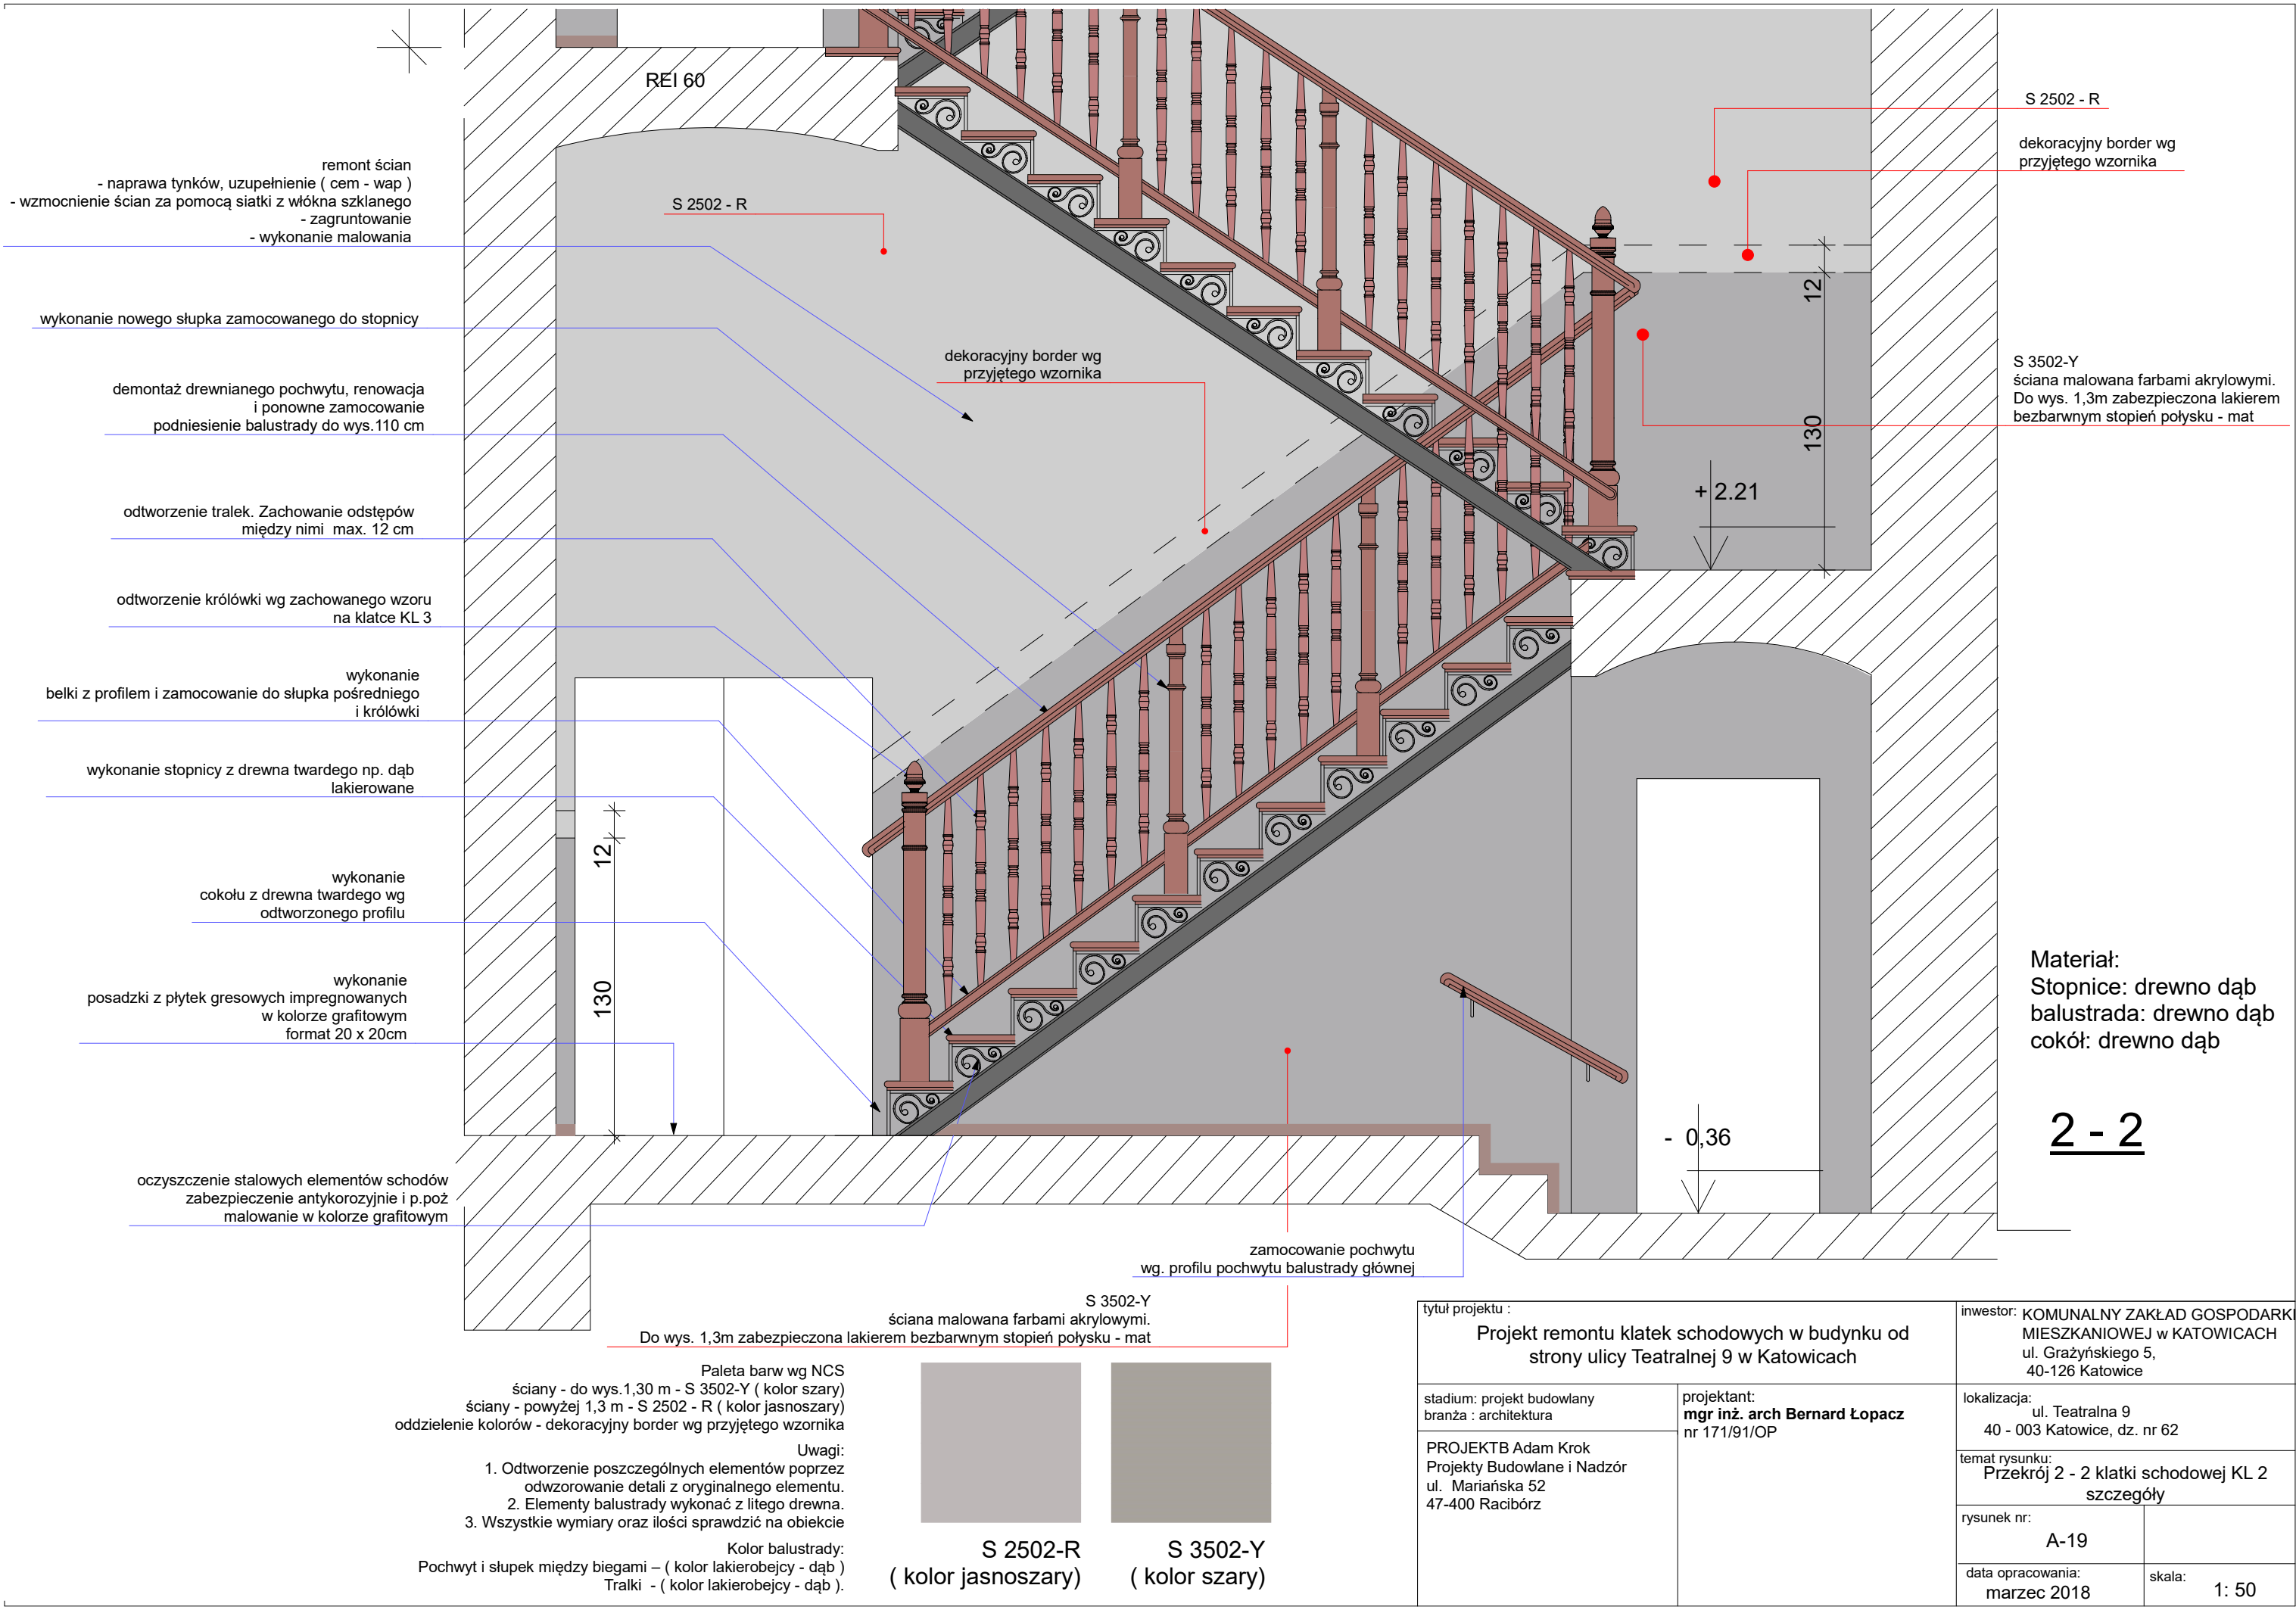 REI 60
S 2502 - R
dekoracyjny border wg
przyjętego wzornika
remont ścian
- naprawa tynków, uzupełnienie ( cem - wap )
- wzmocnienie ścian za pomocą siatki z włókna szklanego
- zagruntowanie
- wykonanie malowania
S 2502 - R
wykonanie nowego słupka zamocowanego do stopnicy
dekoracyjny border wg
przyjętego wzornika
12
S 3502-Y
ściana malowana farbami akrylowymi.
Do wys. 1,3m zabezpieczona lakierem
bezbarwnym stopień połysku - mat
130
demontaż drewnianego pochwytu, renowacja
i ponowne zamocowanie
podniesienie balustrady do wys.110 cm
+ 2.21
odtworzenie tralek. Zachowanie odstępów
między nimi max. 12 cm
odtworzenie królówki wg zachowanego wzoru
na klatce KL 3
wykonanie
belki z profilem i zamocowanie do słupka pośredniego
i królówki
wykonanie stopnicy z drewna twardego np. dąb
lakierowane
12
wykonanie
cokołu z drewna twardego wg
odtworzonego profilu
130
wykonanie
posadzki z płytek gresowych impregnowanych
w kolorze grafitowym
format 20 x 20cm
Materiał:
Stopnice: drewno dąb
balustrada: drewno dąb
cokół: drewno dąb
2 - 2
- 0,36
oczyszczenie stalowych elementów schodów
zabezpieczenie antykorozyjnie i p.poż
malowanie w kolorze grafitowym
zamocowanie pochwytu
wg. profilu pochwytu balustrady głównej
S 3502-Y
ściana malowana farbami akrylowymi.
Do wys. 1,3m zabezpieczona lakierem bezbarwnym stopień połysku - mat
Paleta barw wg NCS
ściany - do wys.1,30 m - S 3502-Y ( kolor szary)
ściany - powyżej 1,3 m - S 2502 - R ( kolor jasnoszary)
oddzielenie kolorów - dekoracyjny border wg przyjętego wzornika
Uwagi:
1. Odtworzenie poszczególnych elementów poprzez
odwzorowanie detali z oryginalnego elementu.
2. Elementy balustrady wykonać z litego drewna.
3. Wszystkie wymiary oraz ilości sprawdzić na obiekcie
Kolor balustrady:
Pochwyt i słupek między biegami – ( kolor lakierobejcy - dąb )
Tralki - ( kolor lakierobejcy - dąb ).
S 2502-R
( kolor jasnoszary)
S 3502-Y
( kolor szary)
tytuł projektu :
Projekt remontu klatek schodowych w budynku od
strony ulicy Teatralnej 9 w Katowicach
inwestor: KOMUNALNY ZAKŁAD GOSPODARKI
MIESZKANIOWEJ w KATOWICACH
ul. Grażyńskiego 5,
40-126 Katowice
stadium: projekt budowlany
branża : architektura
projektant:
mgr inż. arch Bernard Łopacz
nr 171/91/OP
lokalizacja:
ul. Teatralna 9
40 - 003 Katowice, dz. nr 62
PROJEKTB Adam Krok
Projekty Budowlane i Nadzór
ul. Mariańska 52
47-400 Racibórz
temat rysunku:
Przekrój 2 - 2 klatki schodowej KL 2
szczegóły
rysunek nr:
A-19
data opracowania:
marzec 2018
skala:
1: 50